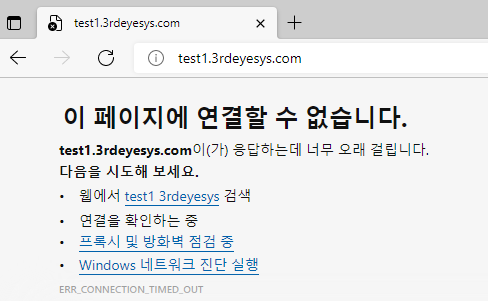 test1.3rdeyesys.com
test1.3rdeyesys.com
이 페이지에 연결할 수 없습니다.
test1.3rdeyesys.com이(가) 응답하는데 너무 오래 걸립니다.
다음을 시도해 보세요.
• 웹에서 test1 3rdeyesys 검색
• 연결을 확인하는 중
• 프록시 및 방화벽 점검 중
• Windows 네트워크 진단 실행
ERR_CONNECTION_TIMED_OUT